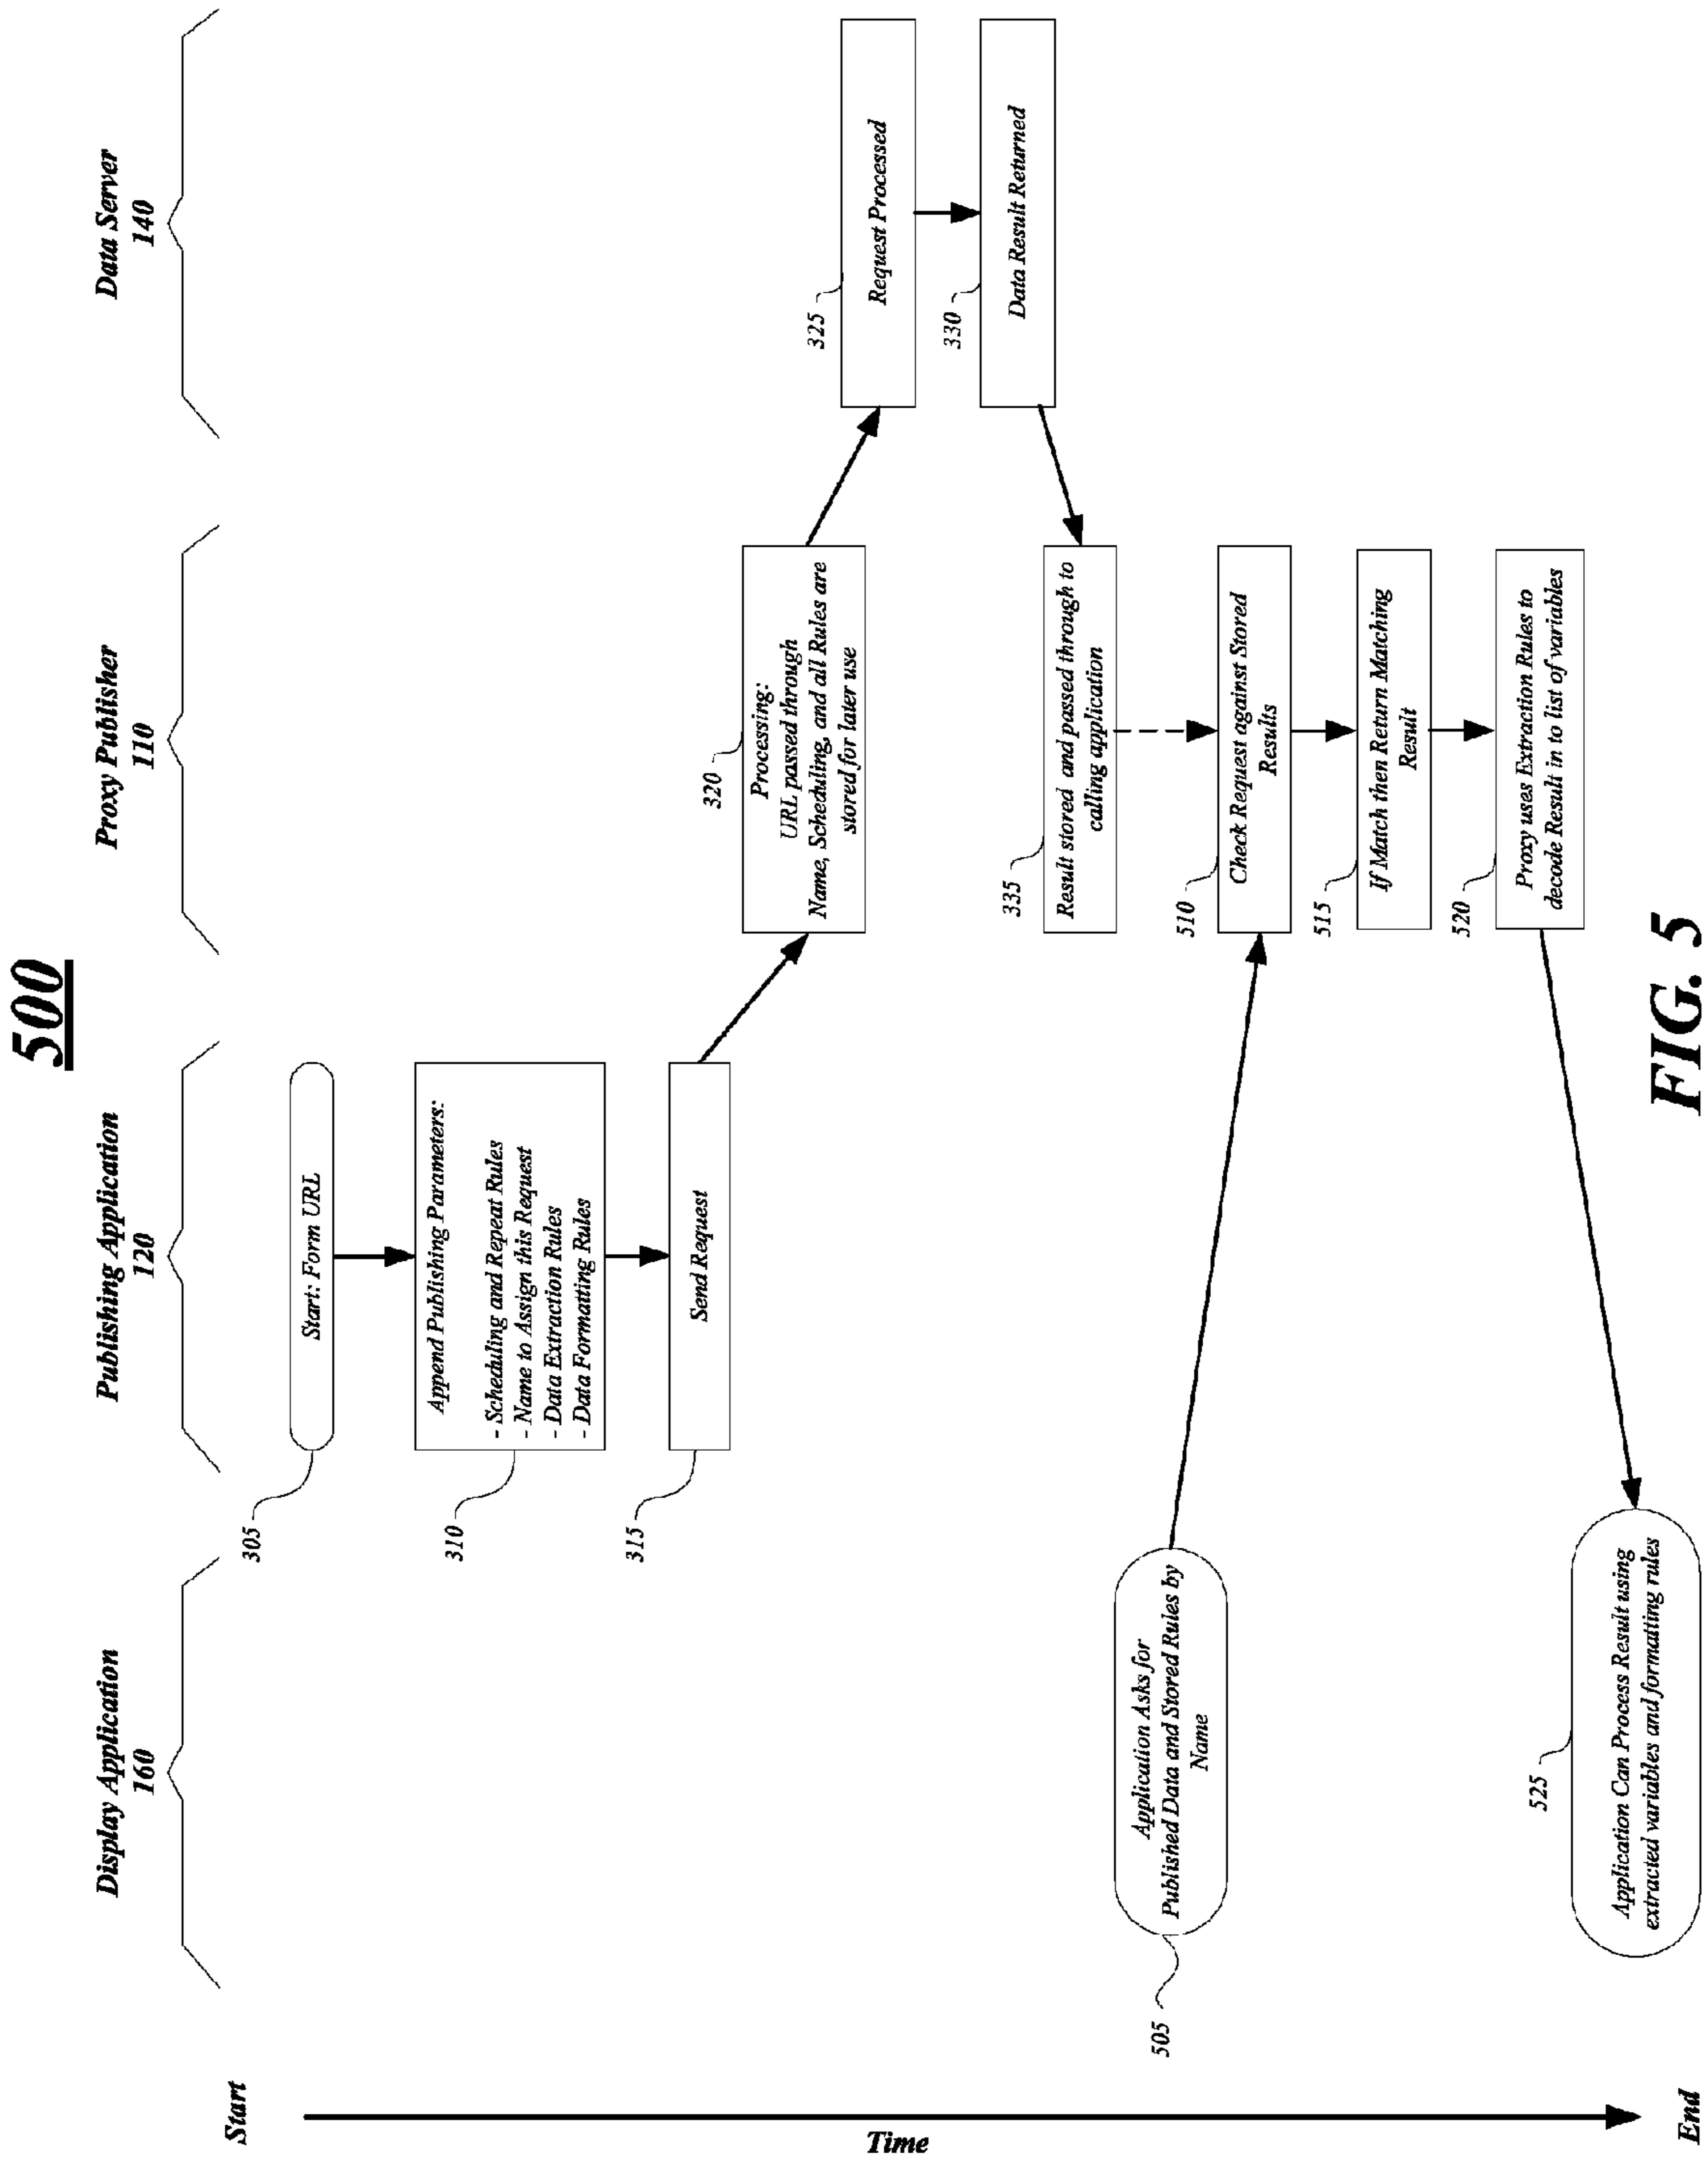 500
Display Application
160
Publishing Application
120
Proxy Publisher
110
Data Server
140
Start
305
Start: Form URL
310
Append Publishing Parameters:
- Scheduling and Repeat Rules
- Name to Assign this Request
- Data Extraction Rules
- Data Formatting Rules
315
Send Request
320
Processing:
URL passed through
Name, Scheduling, and all Rules are
stored for later use
325
Request Processed
330
Data Result Returned
335
Result stored and passed through to
calling application
505
Application Asks for
Published Data and Stored Rules by
Name
510
Check Request against Stored
Results
515
If Match then Return Matching
Result
520
Proxy uses Extraction Rules to
decode Result in to list of variables
525
Application Can Process Result using
extracted variables and formatting rules
Time
End
FIG. 5